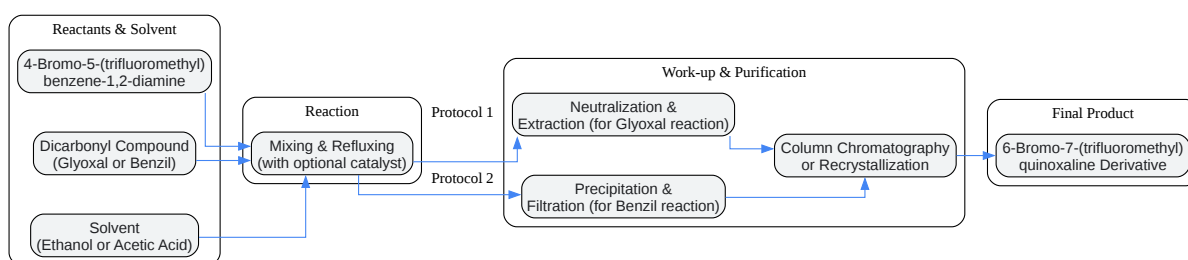 Reactants & Solvent
4-Bromo-5-(trifluoromethyl)
benzene-1,2-diamine
Dicarbonyl Compound
(Glyoxal or Benzil)
Solvent
(Ethanol or Acetic Acid)
Reaction
Mixing & Refluxing
(with optional catalyst)
Protocol 1
Protocol 2
Work-up & Purification
Neutralization &
Extraction (for Glyoxal reaction)
Precipitation &
Filtration (for Benzil reaction)
Column Chromatography
or Recrystallization
Final Product
6-Bromo-7-(trifluoromethyl)
quinoxaline Derivative